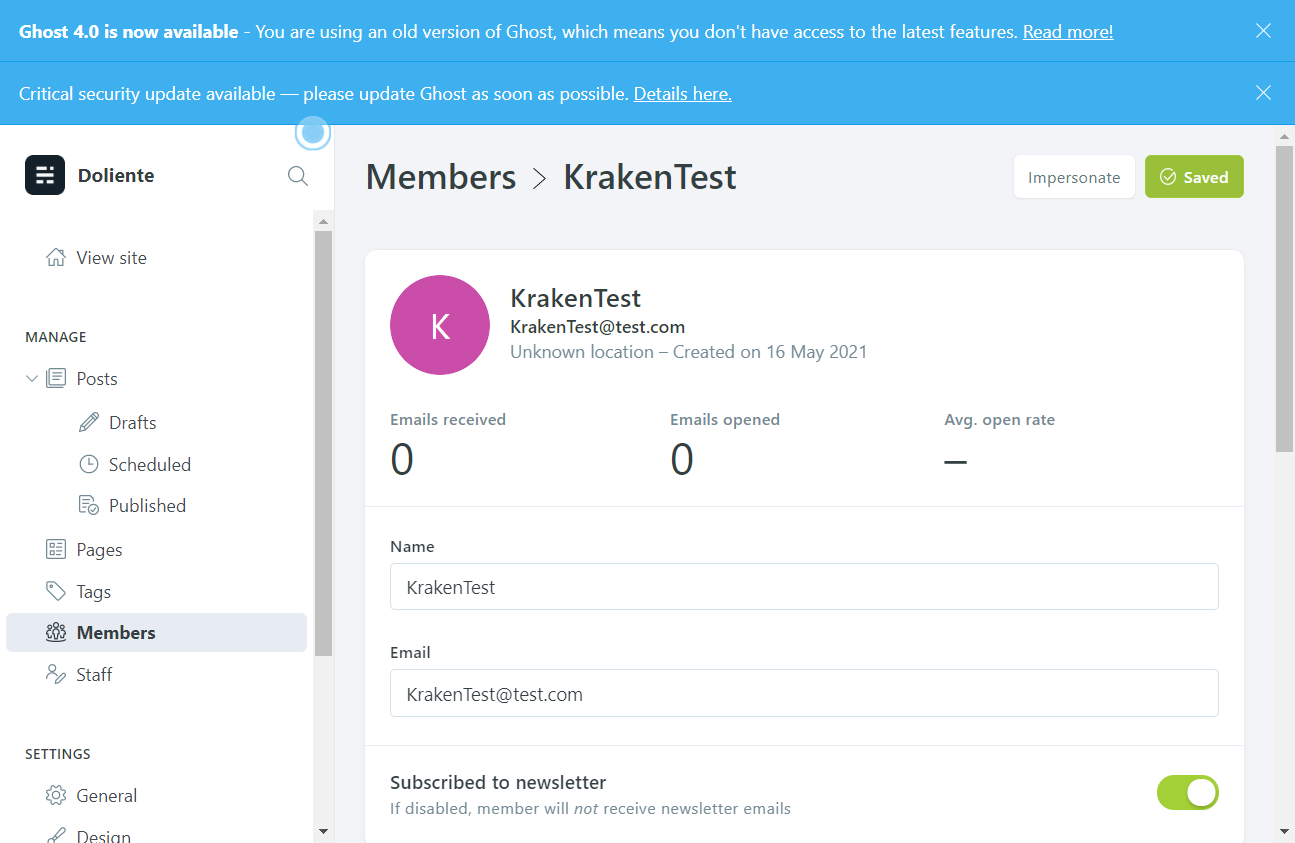 Ghost 4.0 is now available - You are using an old version of Ghost, which means you don't have access to the latest features. Read more!
Critical security update available — please update Ghost as soon as possible. Details here.
Doliente
View site
MANAGE
Posts
Drafts
Scheduled
Published
Pages
Tags
Members
Staff
SETTINGS
General
Design
Members > KrakenTest
Impersonate
Saved
K
KrakenTest
KrakenTest@test.com
Unknown location – Created on 16 May 2021
Emails received
0
Emails opened
0
Avg. open rate
–
Name
KrakenTest
Email
KrakenTest@test.com
Subscribed to newsletter
If disabled, member will not receive newsletter emails